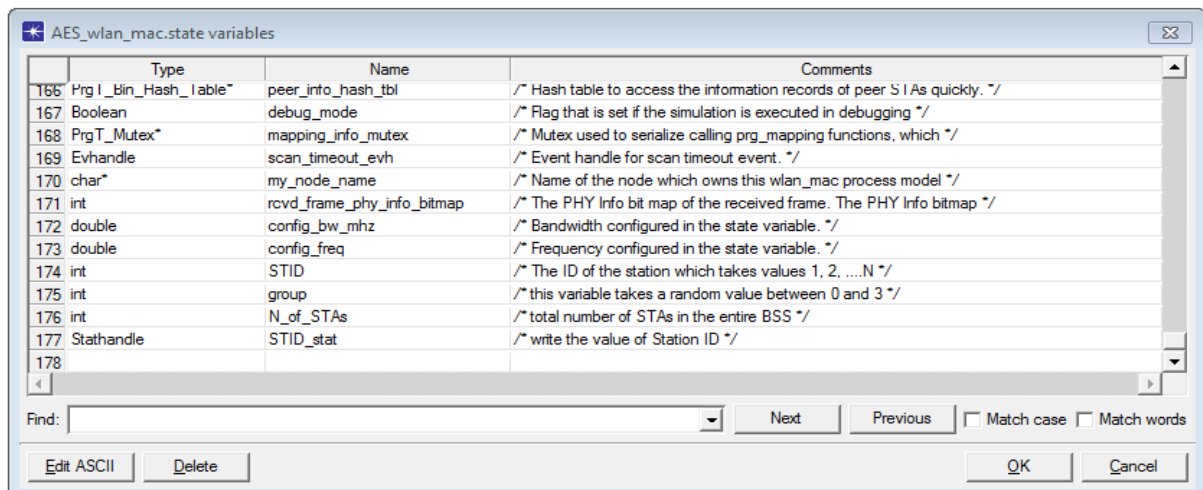 AES_wlan_mac.state variables
Type Name Comments
166 PrgT_Bin_Hash_Table* peer_info_hash_tbl /* Hash table to access the information records of peer STAs quickly. */
167 Boolean debug_mode /* Flag that is set if the simulation is executed in debugging */
168 PrgT_Mutex* mapping_info_mutex /* Mutex used to serialize calling prg_mapping functions, which */
169 Evhandle scan_timeout_evh /* Event handle for scan timeout event. */
170 char* my_node_name /* Name of the node which owns this wlan_mac process model */
171 int rcvd_frame_phy_info_bitmap /* The PHY Info bit map of the received frame. The PHY Info bitmap */
172 double config_bw_mhz /* Bandwidth configured in the state variable. */
173 double config_freq /* Frequency configured in the state variable. */
174 int STID /* The ID of the station which takes values 1, 2, ....N */
175 int group /* this variable takes a random value between 0 and 3 */
176 int N_of_STAs /* total number of STAs in the entire BSS */
177 Stathandle STID_stat /* write the value of Station ID */
178
Find: Next Previous Match case Match words
Edit ASCII Delete OK Cancel